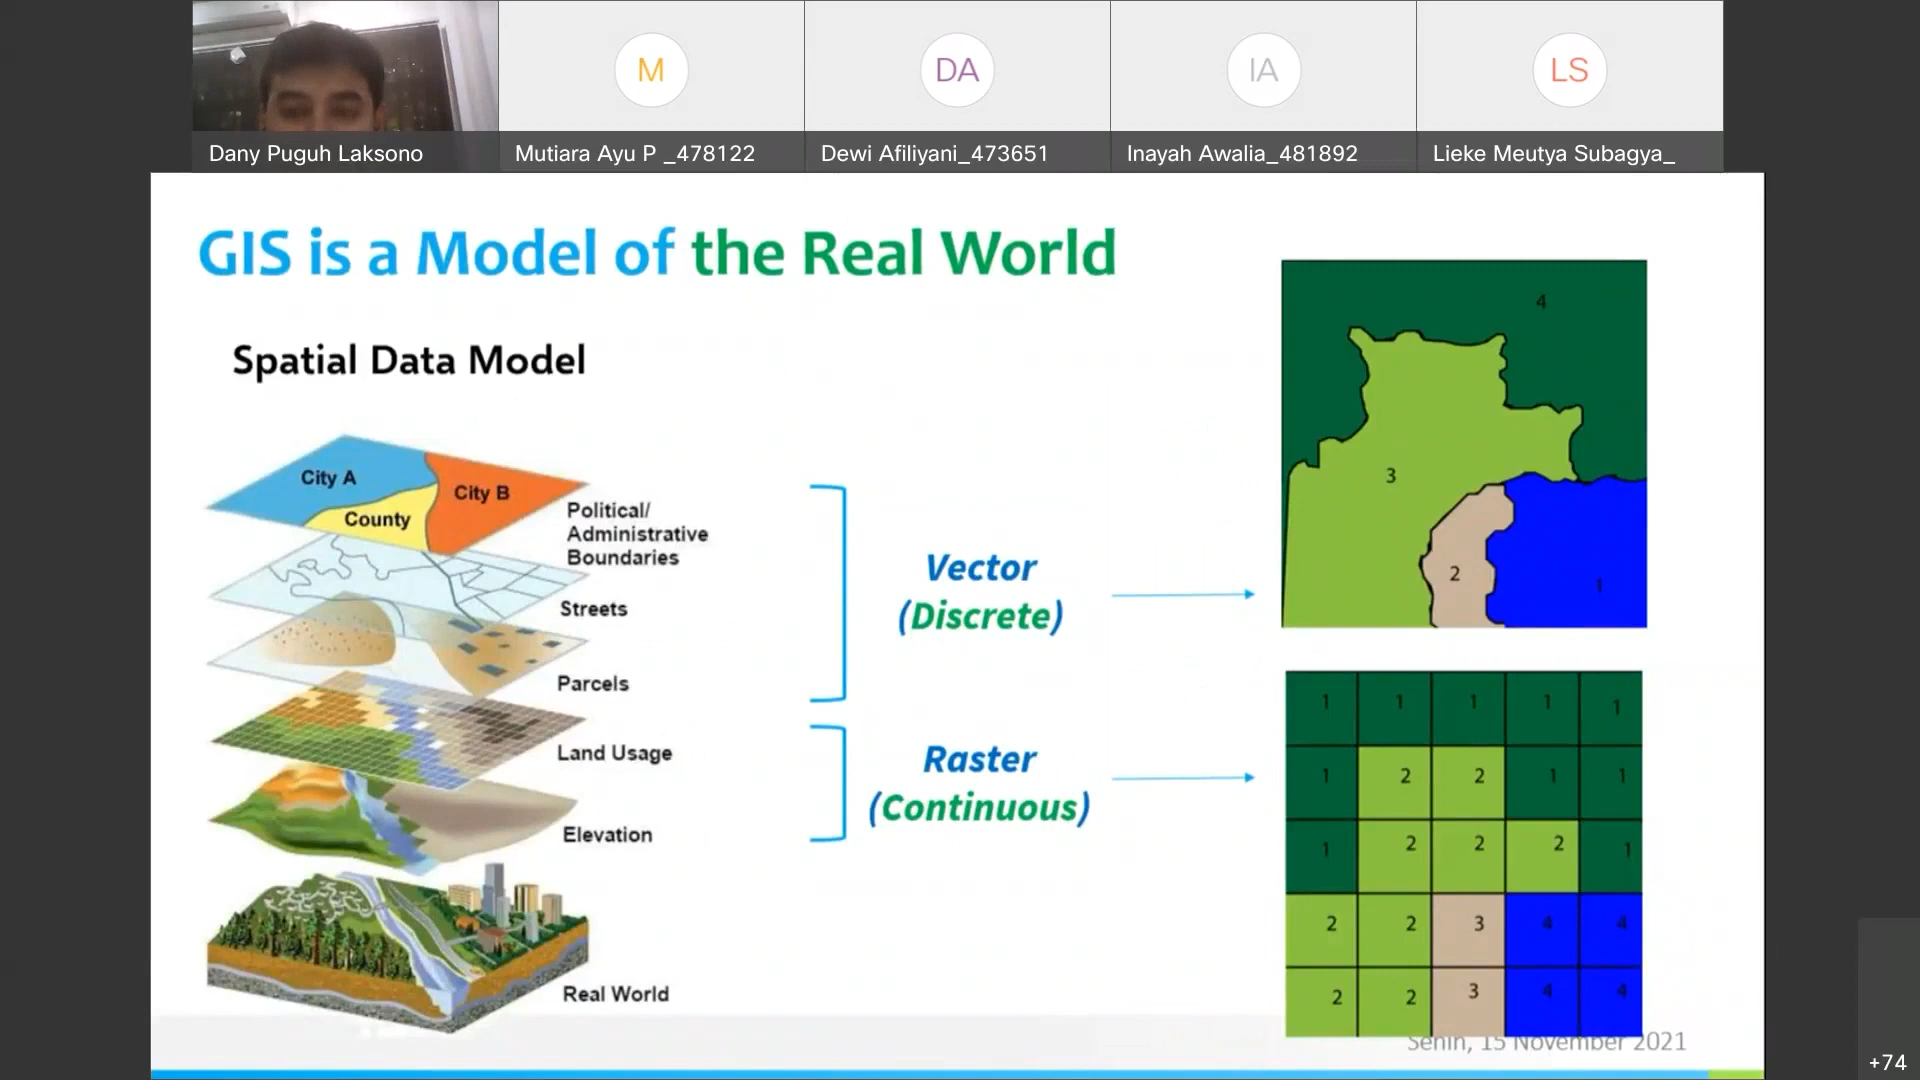 M
DA
IA
LS
Dany Puguh Laksono
Mutiara Ayu P _478122
Dewi Afiliyani_473651
Inayah Awalia_481892
Lieke Meutya Subagya_
GIS is a Model of the Real World
Spatial Data Model
City A
City B
County
Political/
Administrative
Boundaries
Streets
Parcels
Land Usage
Elevation
Real World
Vector
(Discrete)
Raster
(Continuous)
4
3
2
1
1 1 1 1 1
1 2 2 1 1
1 2 2 2 1
2 2 3 4 4
2 2 3 4 4
Senin, 15 November 2021
+74